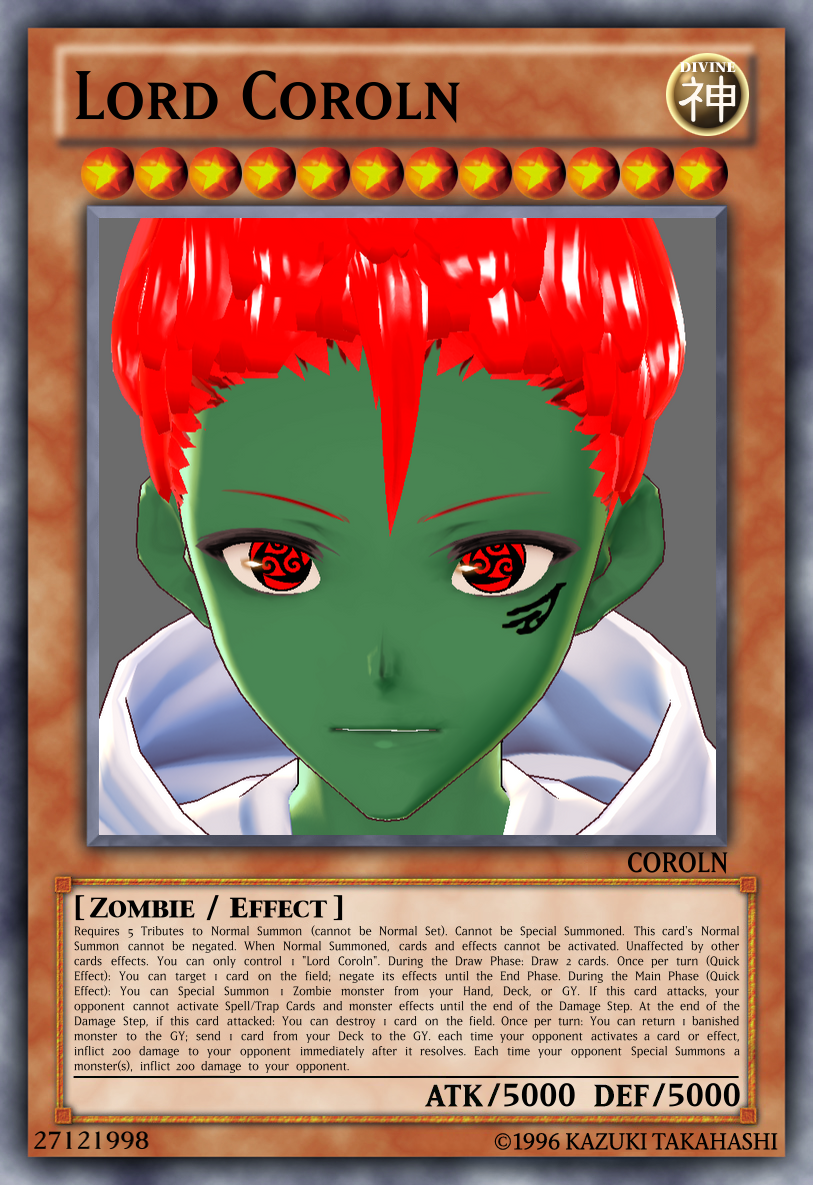 Lord Coroln
DIVINE
神
COROLN
[ Zombie / Effect ]
Requires 5 Tributes to Normal Summon (cannot be Normal Set). Cannot be Special Summoned. This card's Normal
Summon cannot be negated. When Normal Summoned, cards and effects cannot be activated. Unaffected by other
cards effects. You can only control 1 "Lord Coroln". During the Draw Phase: Draw 2 cards. Once per turn (Quick
Effect): You can target 1 card on the field; negate its effects until the End Phase. During the Main Phase (Quick
Effect): You can Special Summon 1 Zombie monster from your Hand, Deck, or GY. If this card attacks, your
opponent cannot activate Spell/Trap Cards and monster effects until the end of the Damage Step. At the end of the
Damage Step, if this card attacked: You can destroy 1 card on the field. Once per turn: You can return 1 banished
monster to the GY; send 1 card from your Deck to the GY. each time your opponent activates a card or effect,
inflict 200 damage to your opponent immediately after it resolves. Each time your opponent Special Summons a
monster(s), inflict 200 damage to your opponent.
ATK/5000 DEF/5000
27121998 ©1996 KAZUKI TAKAHASHI